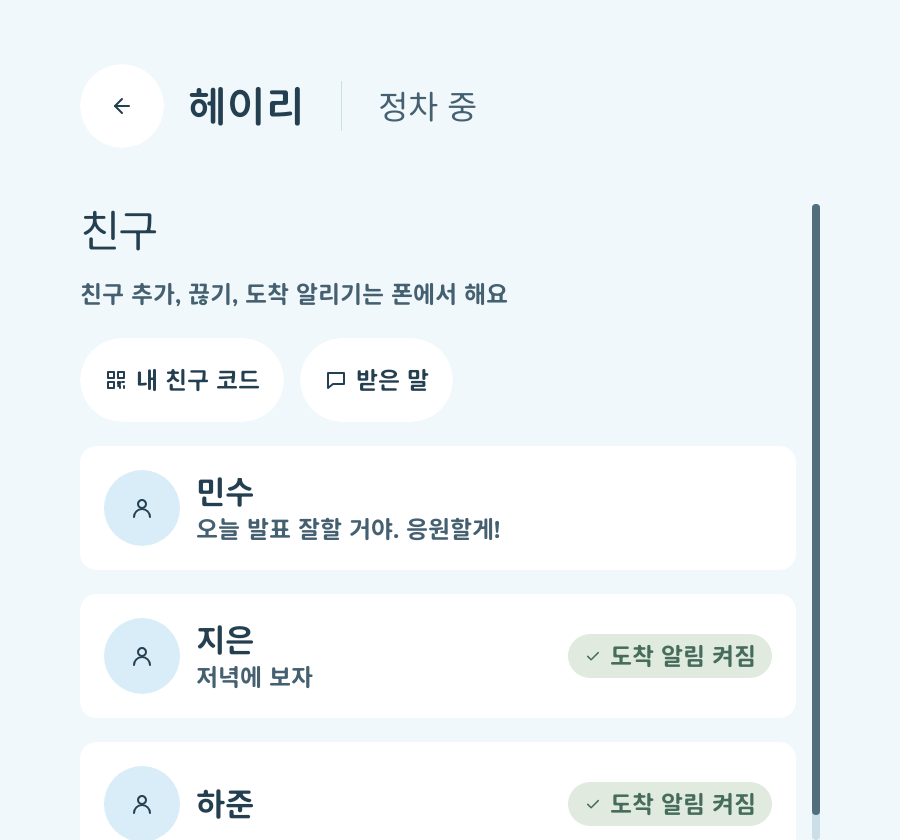 헤이리
정차 중
친구
친구 추가, 끊기, 도착 알리기는 폰에서 해요
내 친구 코드
받은 말
민수
오늘 발표 잘할 거야. 응원할게!
지은
저녁에 보자
도착 알림 켜짐
하준
도착 알림 켜짐